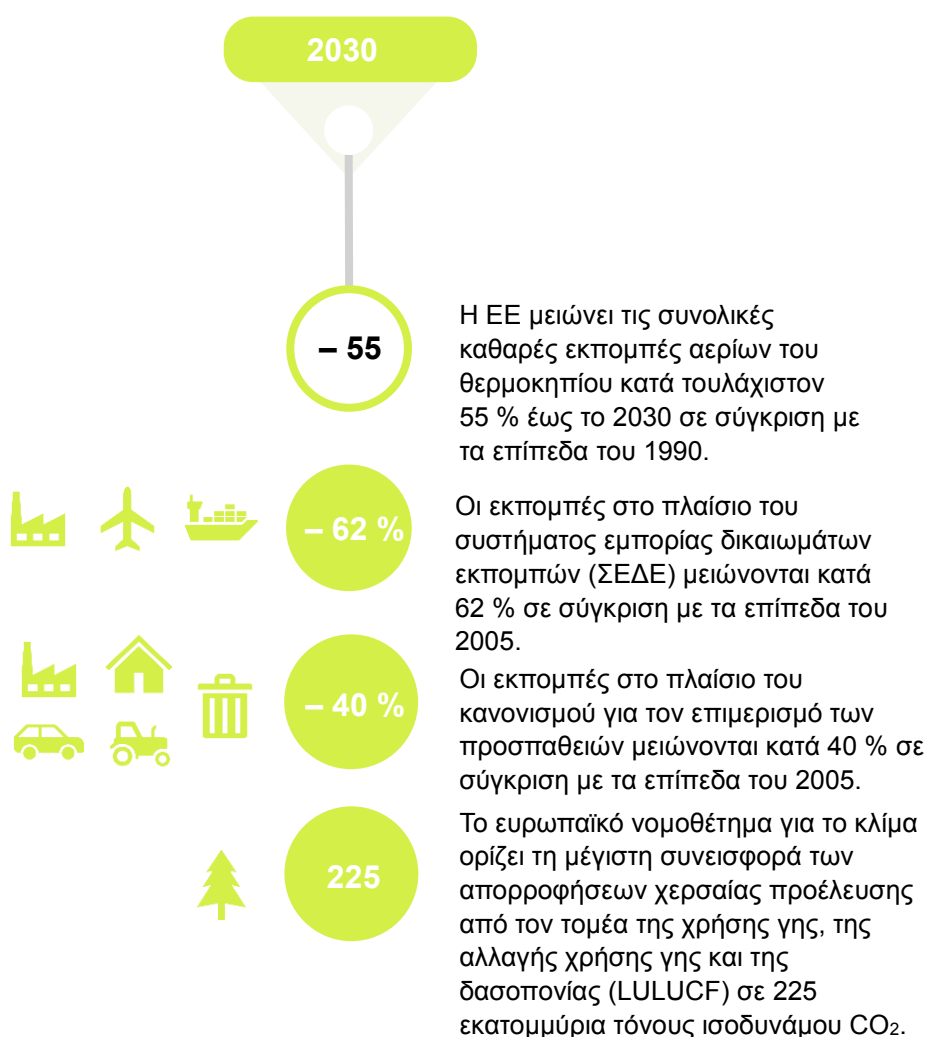 2030
– 55
Η ΕΕ μειώνει τις συνολικές
καθαρές εκπομπές αερίων του
θερμοκηπίου κατά τουλάχιστον
55 % έως το 2030 σε σύγκριση με
τα επίπεδα του 1990.
– 62 %
Οι εκπομπές στο πλαίσιο του
συστήματος εμπορίας δικαιωμάτων
εκπομπών (ΣΕΔΕ) μειώνονται κατά
62 % σε σύγκριση με τα επίπεδα του
2005.
– 40 %
Οι εκπομπές στο πλαίσιο του
κανονισμού για τον επιμερισμό των
προσπαθειών μειώνονται κατά 40 % σε
σύγκριση με τα επίπεδα του 2005.
225
Το ευρωπαϊκό νομοθέτημα για το κλίμα
ορίζει τη μέγιστη συνεισφορά των
απορροφήσεων χερσαίας προέλευσης
από τον τομέα της χρήσης γης, της
αλλαγής χρήσης γης και της
δασοπονίας (LULUCF) σε 225
εκατομμύρια τόνους ισοδυνάμου CO₂.